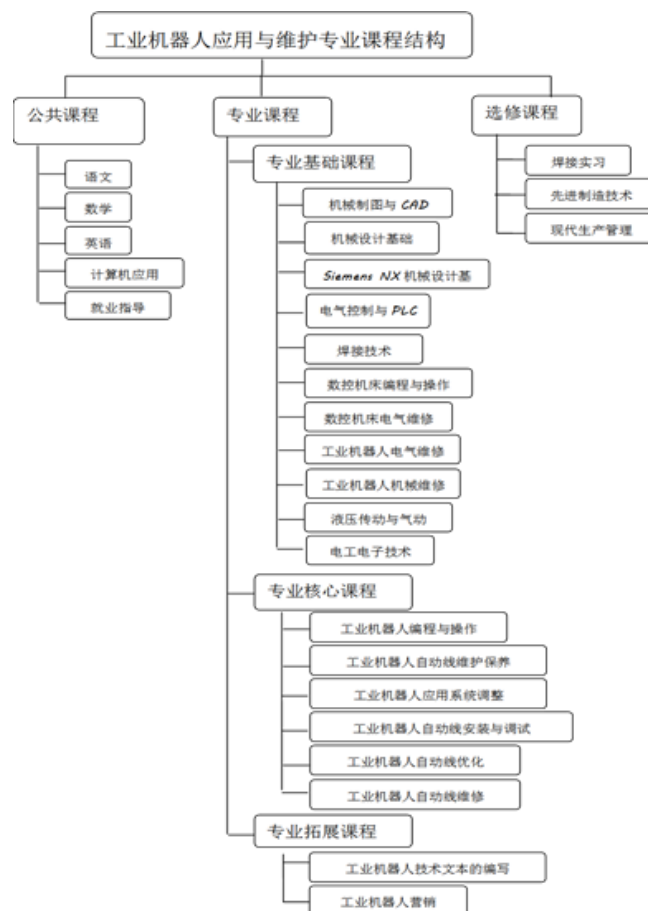 工业机器人应用与维护专业课程结构
公共课程
语文
数学
英语
计算机应用
就业指导
专业课程
专业基础课程
机械制图与 CAD
机械设计基础
Siemens NX 机械设计基
电气控制与 PLC
焊接技术
数控机床编程与操作
数控机床电气维修
工业机器人电气维修
工业机器人机械维修
液压传动与气动
电工电子技术
专业核心课程
工业机器人编程与操作
工业机器人自动线维护保养
工业机器人应用系统调整
工业机器人自动线安装与调试
工业机器人自动线优化
工业机器人自动线维修
专业拓展课程
工业机器人技术文本的编写
工业机器人营销
选修课程
焊接实习
先进制造技术
现代生产管理